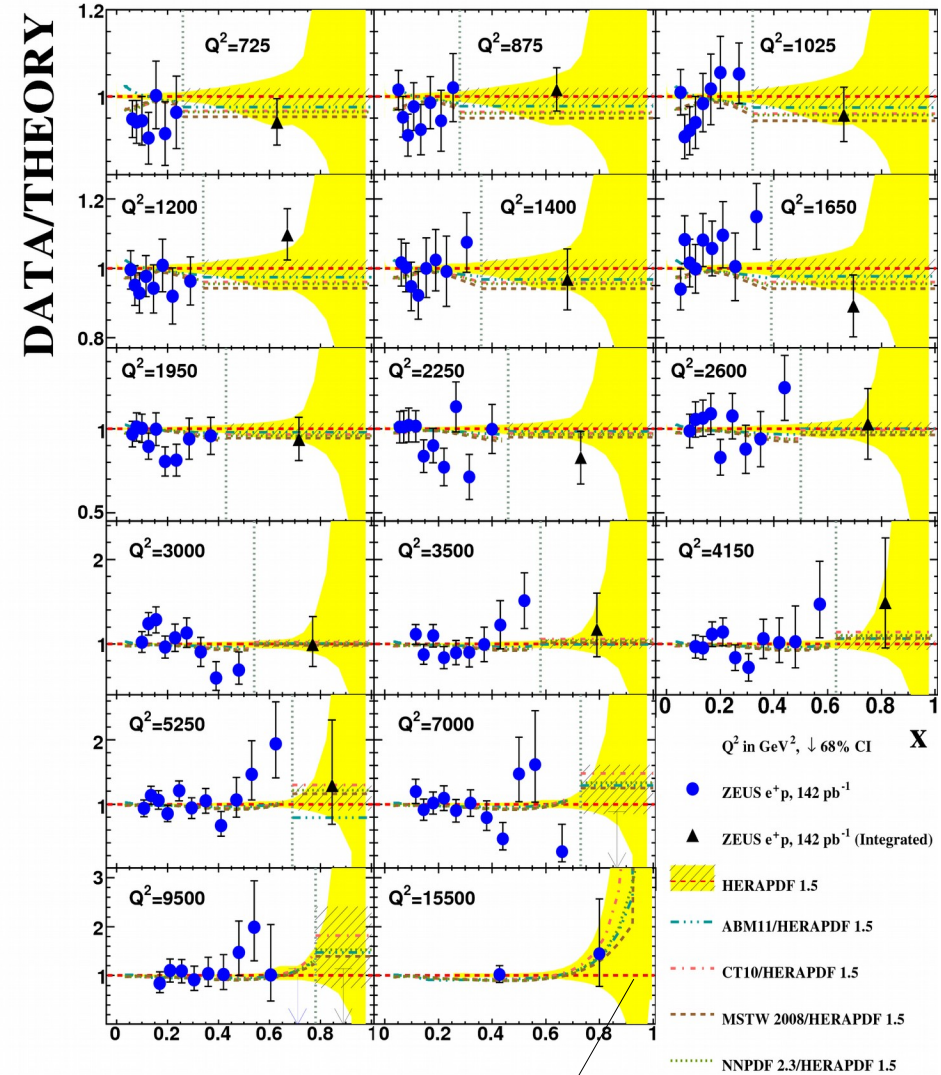 DATA/THEORY
1.2
1
Q²=725
Q²=875
Q²=1025
1.2
1
0.8
Q²=1200
Q²=1400
Q²=1650
1
0.5
Q²=1950
Q²=2250
Q²=2600
2
1
Q²=3000
Q²=3500
Q²=4150
0 0.2 0.4 0.6 0.8 1
x
2
1
Q²=5250
Q²=7000
3
2
1
Q²=9500
Q²=15500
0 0.2 0.4 0.6 0.8
0 0.2 0.4 0.6 0.8 1
Q² in GeV², ↓ 68% CI
ZEUS e⁺p, 142 pb⁻¹
ZEUS e⁺p, 142 pb⁻¹ (Integrated)
HERAPDF 1.5
ABM11/HERAPDF 1.5
CT10/HERAPDF 1.5
MSTW 2008/HERAPDF 1.5
NNPDF 2.3/HERAPDF 1.5